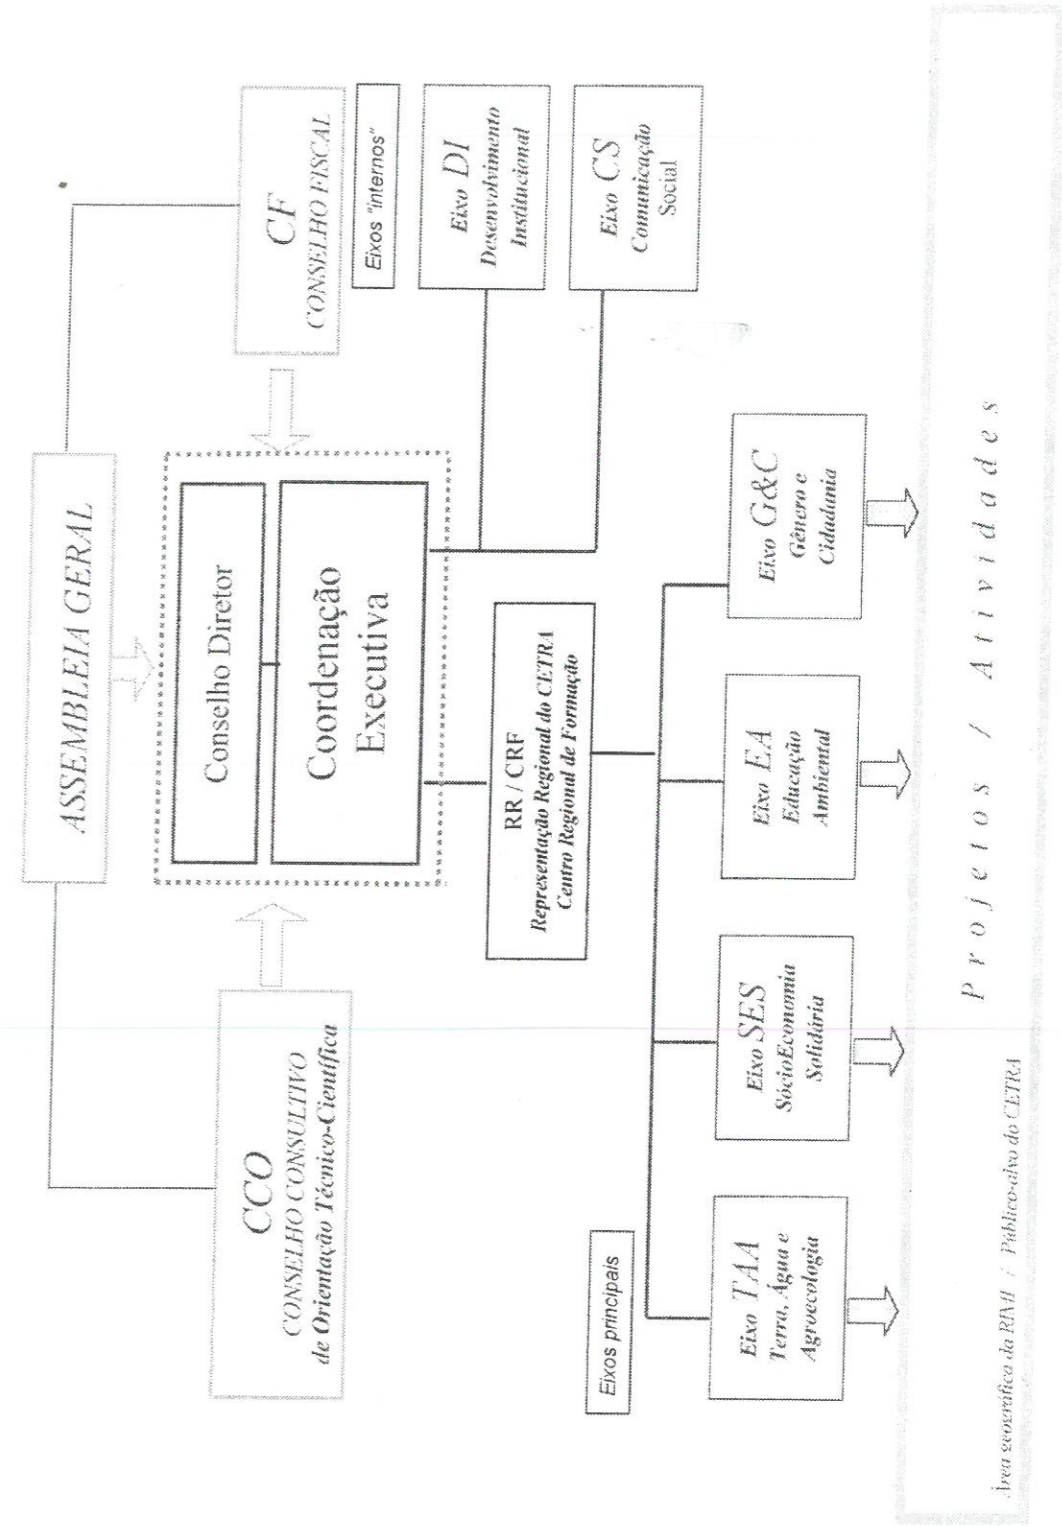 ASSEMBLEIA GERAL
CCO
CONSELHO CONSULTIVO
de Orientação Técnico-Científica
Conselho Diretor
Coordenação
Executiva
CF
CONSELHO FISCAL
Eixos "internos"
Eixo DI
Desenvolvimento
Institucional
Eixo CS
Comunicação
Social
RR / CRF
Representação Regional do CETRA
Centro Regional de Formação
Eixos principais
Eixo TAA
Terra, Água e
Agroecologia
Eixo SES
SócioEconomia
Solidária
Eixo EA
Educação
Ambiental
Eixo G&C
Gênero e
Cidadania
Projetos / Atividades
Área geográfica da / Público-alvo do CETRA